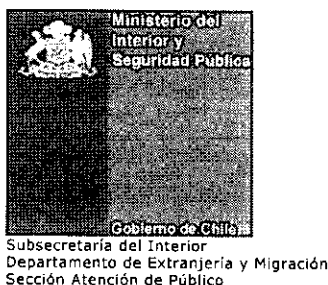 Ministerio del
Interior y
Seguridad Pública
Gobierno de Chile
Subsecretaría del Interior
Departamento de Extranjería y Migración
Sección Atención de Público